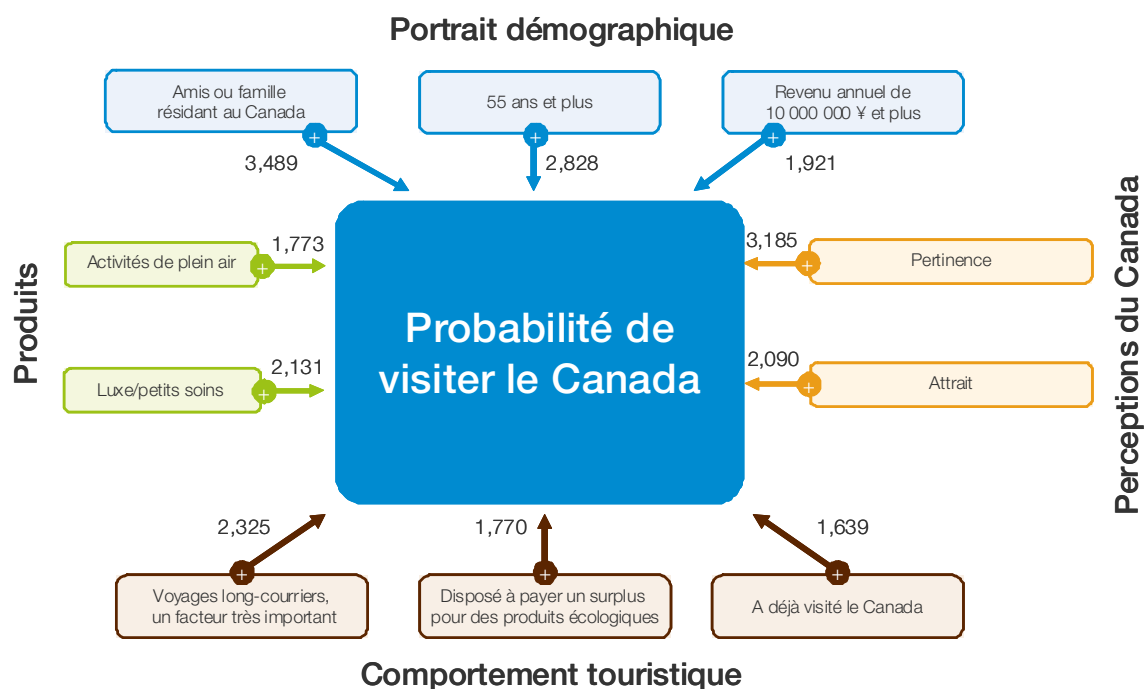 Portrait démographique
Amis ou famille
résidant au Canada
55 ans et plus
Revenu annuel de
10 000 000 ¥ et plus
3,489
2,828
1,921
Produits
Activités de plein air
1,773
Luxe/petits soins
2,131
Probabilité de
visiter le Canada
3,185
Pertinence
2,090
Attrait
Perceptions du Canada
2,325
1,770
1,639
Voyages long-courriers,
un facteur très important
Disposé à payer un surplus
pour des produits écologiques
A déjà visité le Canada
Comportement touristique